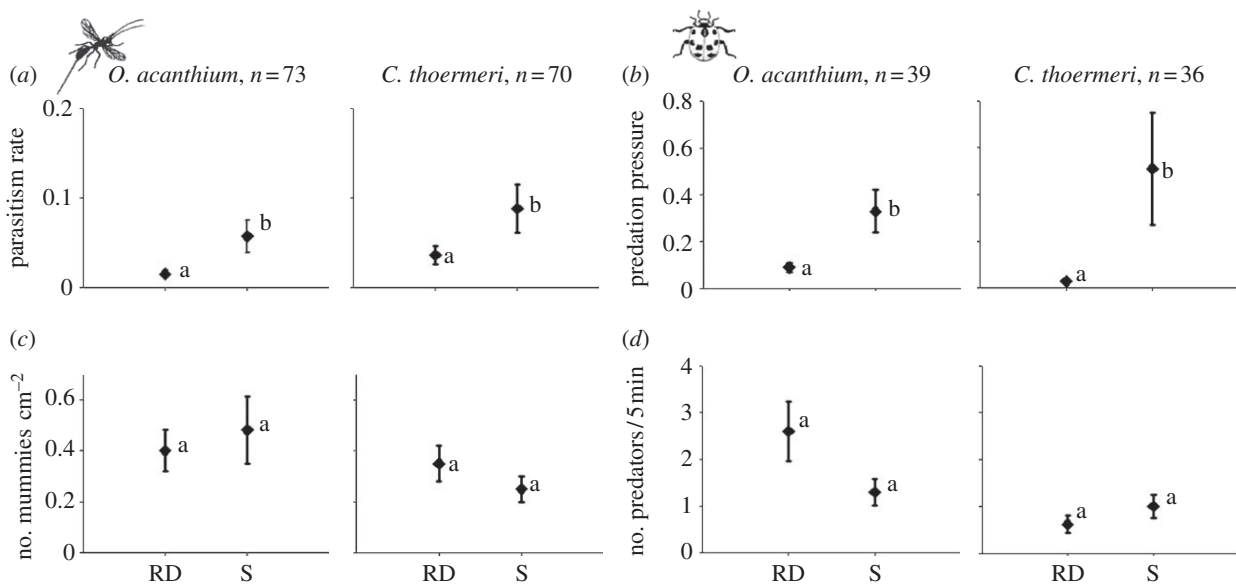 (a) O. acanthium, n=73 C. thoermeri, n=70
0.2
0.1
0
parasitism rate
a b
a b
(b) O. acanthium, n=39 C. thoermeri, n=36
0.8
0.6
0.4
0.2
0
predation pressure
a b
a b
(c)
0.6
0.4
0.2
0
no. mummies cm⁻²
a a
a a
RD S RD S
(d)
4
3
2
1
0
no. predators/5 min
a a
a a
RD S RD S